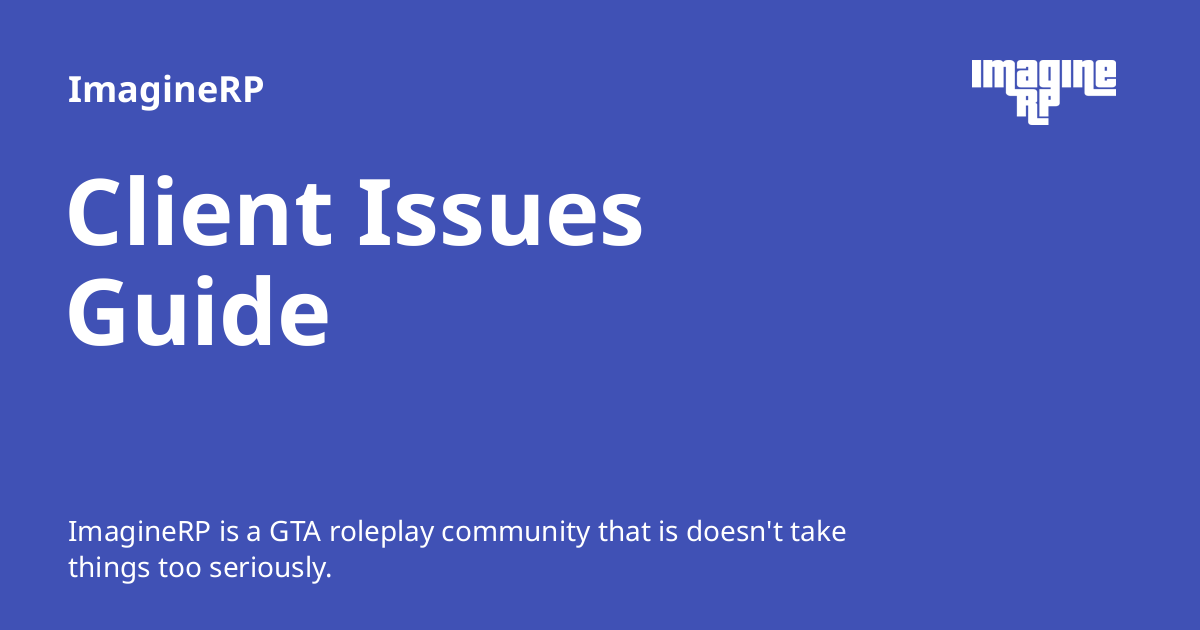 ImagineRP
Imagine
RP
Client Issues
Guide
ImagineRP is a GTA roleplay community that is doesn't take
things too seriously.